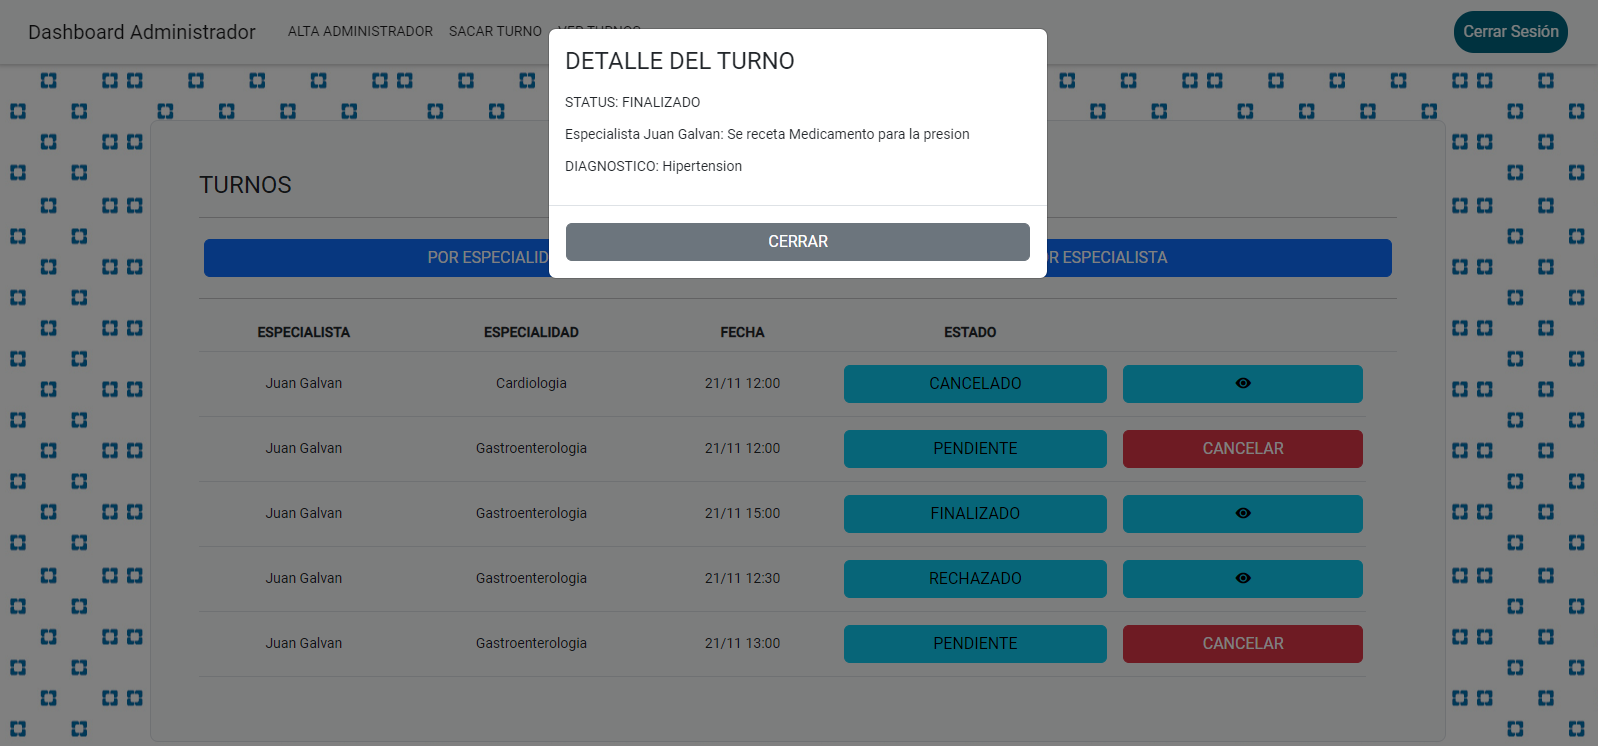 Dashboard Administrador ALTA ADMINISTRADOR SACAR TURNO VER TURNOS Cerrar Sesión
DETALLE DEL TURNO
STATUS: FINALIZADO
Especialista Juan Galvan: Se receta Medicamento para la presion
DIAGNOSTICO: Hipertension
CERRAR
TURNOS
POR ESPECIALID R ESPECIALISTA
ESPECIALISTA ESPECIALIDAD FECHA ESTADO
Juan Galvan Cardiologia 21/11 12:00 CANCELADO
Juan Galvan Gastroenterologia 21/11 12:00 PENDIENTE CANCELAR
Juan Galvan Gastroenterologia 21/11 15:00 FINALIZADO
Juan Galvan Gastroenterologia 21/11 12:30 RECHAZADO
Juan Galvan Gastroenterologia 21/11 13:00 PENDIENTE CANCELAR